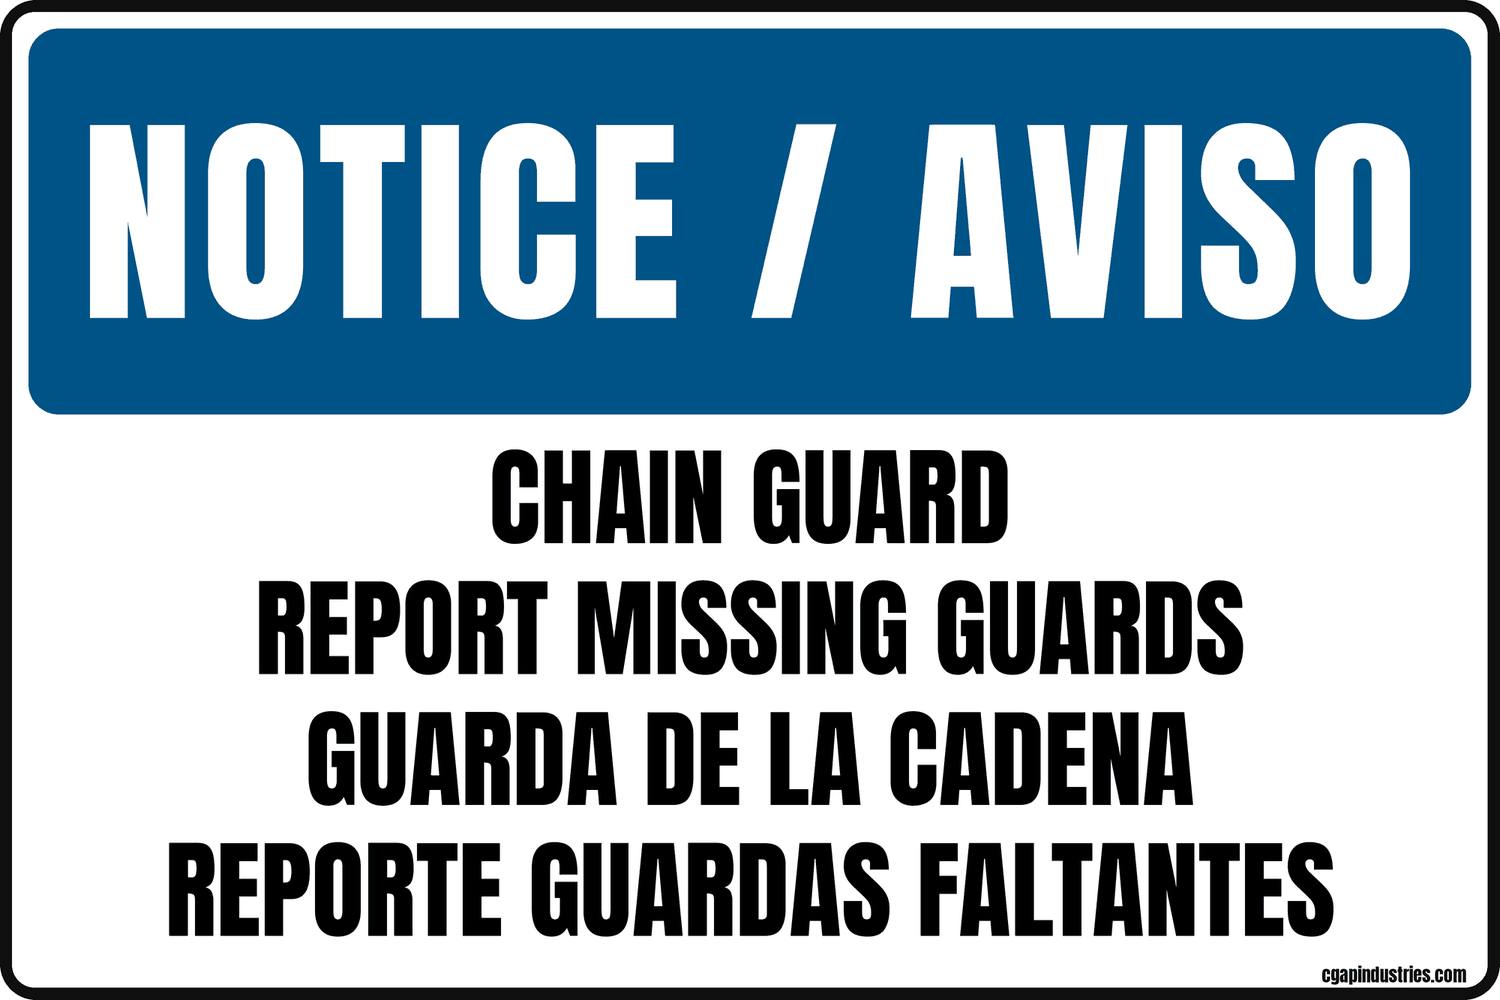 NOTICE / AVISO
CHAIN GUARD
REPORT MISSING GUARDS
GUARDA DE LA CADENA
REPORTE GUARDAS FALTANTES
cgapindustries.com